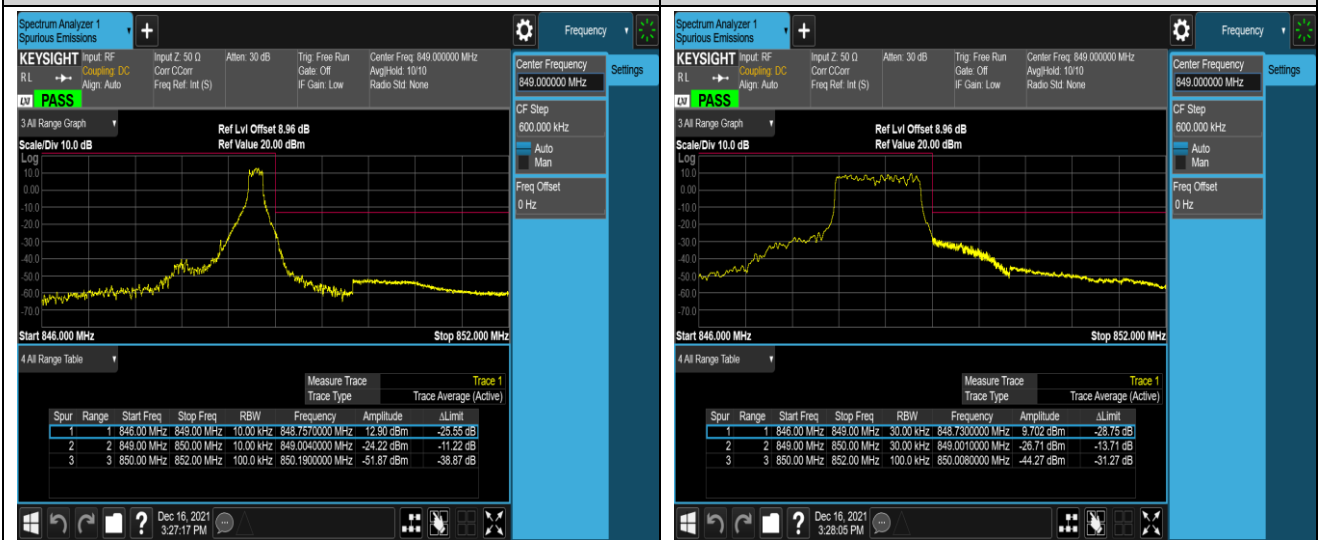 Spectrum Analyzer 1
Spurious Emissions
+
Frequency
KEYSIGHT Input: RF Input Z: 50 Ω Atten: 30 dB Trig: Free Run Center Freq: 849.000000 MHz
Coupling: DC Corr CCorr Gate: Off Avg|Hold: 10/10
R L Align: Auto Freq Ref: Int (S) IF Gain: Low Radio Std: None
LXI PASS
Center Frequency
849.000000 MHz
Settings
CF Step
600.000 kHz
Auto
Man
Freq Offset
0 Hz
3 All Range Graph
Ref Lvl Offset 8.96 dB
Scale/Div 10.0 dB Ref Value 20.00 dBm
Log
10.0
0.00
-10.0
-20.0
-30.0
-40.0
-50.0
-60.0
-70.0
Start 846.000 MHz Stop 852.000 MHz
4 All Range Table
Measure Trace Trace 1
Trace Type Trace Average (Active)
Spur Range Start Freq Stop Freq RBW Frequency Amplitude ΔLimit
1 1 846.00 MHz 849.00 MHz 10.00 kHz 848.7570000 MHz 12.90 dBm -25.55 dB
2 2 849.00 MHz 850.00 MHz 10.00 kHz 849.0040000 MHz -24.22 dBm -11.22 dB
3 3 850.00 MHz 852.00 MHz 100.0 kHz 850.1900000 MHz -51.87 dBm -38.87 dB
? Dec 16, 2021
3:27:17 PM
Spectrum Analyzer 1
Spurious Emissions
+
Frequency
KEYSIGHT Input: RF Input Z: 50 Ω Atten: 30 dB Trig: Free Run Center Freq: 849.000000 MHz
Coupling: DC Corr CCorr Gate: Off Avg|Hold: 10/10
R L Align: Auto Freq Ref: Int (S) IF Gain: Low Radio Std: None
LXI PASS
Center Frequency
849.000000 MHz
Settings
CF Step
600.000 kHz
Auto
Man
Freq Offset
0 Hz
3 All Range Graph
Ref Lvl Offset 8.96 dB
Scale/Div 10.0 dB Ref Value 20.00 dBm
Log
10.0
0.00
-10.0
-20.0
-30.0
-40.0
-50.0
-60.0
-70.0
Start 846.000 MHz Stop 852.000 MHz
4 All Range Table
Measure Trace Trace 1
Trace Type Trace Average (Active)
Spur Range Start Freq Stop Freq RBW Frequency Amplitude ΔLimit
1 1 846.00 MHz 849.00 MHz 30.00 kHz 848.7300000 MHz 9.702 dBm -28.75 dB
2 2 849.00 MHz 850.00 MHz 30.00 kHz 849.0010000 MHz -26.71 dBm -13.71 dB
3 3 850.00 MHz 852.00 MHz 100.0 kHz 850.0080000 MHz -44.27 dBm -31.27 dB
? Dec 16, 2021
3:28:05 PM